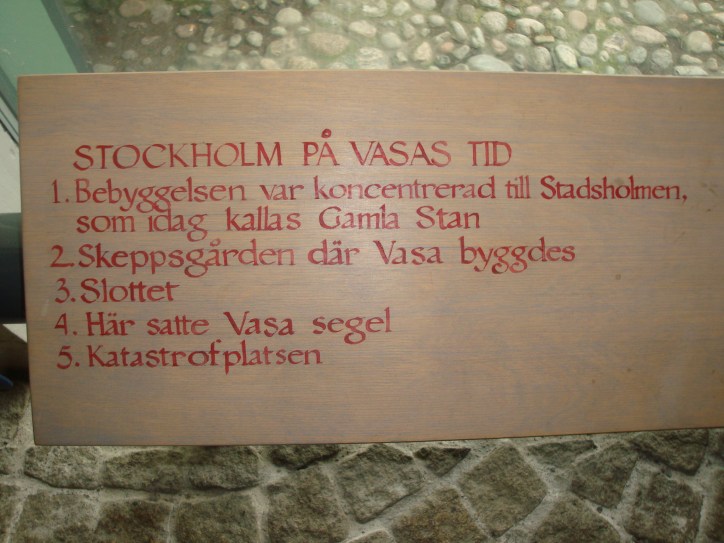 STOCKHOLM PÅ VASAS TID
1. Bebyggelsen var koncentrerad till Stadsholmen,
som idag kallas Gamla Stan
2. Skeppsgården där Vasa byggdes
3. Slottet
4. Här satte Vasa segel
5. Katastrofplatsen